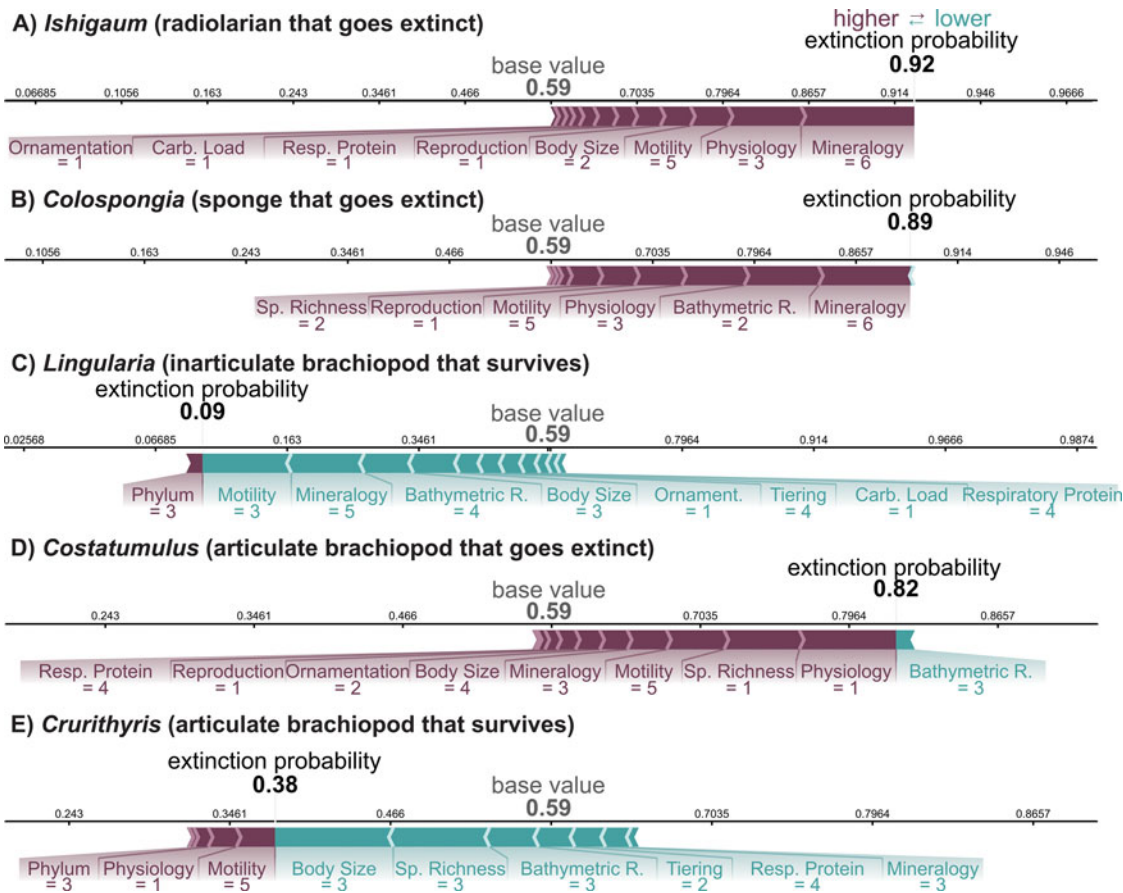 A) Ishigaum (radiolarian that goes extinct)
higher ⇌ lower
extinction probability
0.92
base value
0.59
0.06685 0.1056 0.163 0.243 0.3461 0.466 0.7035 0.7964 0.8657 0.914 0.946 0.9666
Ornamentation = 1 Carb. Load = 1 Resp. Protein = 1 Reproduction = 1 Body Size = 2 Motility = 5 Physiology = 3 Mineralogy = 6
B) Colospongia (sponge that goes extinct)
extinction probability
0.89
base value
0.59
0.1056 0.163 0.243 0.3461 0.466 0.7035 0.7964 0.8657 0.914 0.946
Sp. Richness = 2 Reproduction = 1 Motility = 5 Physiology = 3 Bathymetric R. = 2 Mineralogy = 6
C) Lingularia (inarticulate brachiopod that survives)
extinction probability
0.09
base value
0.59
0.02568 0.06685 0.163 0.3461 0.7964 0.914 0.9666 0.9874
Phylum = 3 Motility = 3 Mineralogy = 5 Bathymetric R. = 4 Body Size = 3 Ornament. = 1 Tiering = 4 Carb. Load = 1 Respiratory Protein = 4
D) Costatumulus (articulate brachiopod that goes extinct)
extinction probability
0.82
base value
0.59
0.243 0.3461 0.466 0.7035 0.7964 0.8657
Resp. Protein = 4 Reproduction = 1 Ornamentation = 2 Body Size = 4 Mineralogy = 3 Motility = 5 Sp. Richness = 1 Physiology = 1 Bathymetric R. = 3
E) Crurithyris (articulate brachiopod that survives)
extinction probability
0.38
base value
0.59
0.243 0.3461 0.466 0.7035 0.7964 0.8657
Phylum = 3 Physiology = 1 Motility = 5 Body Size = 3 Sp. Richness = 3 Bathymetric R. = 3 Tiering = 2 Resp. Protein = 4 Mineralogy = 3